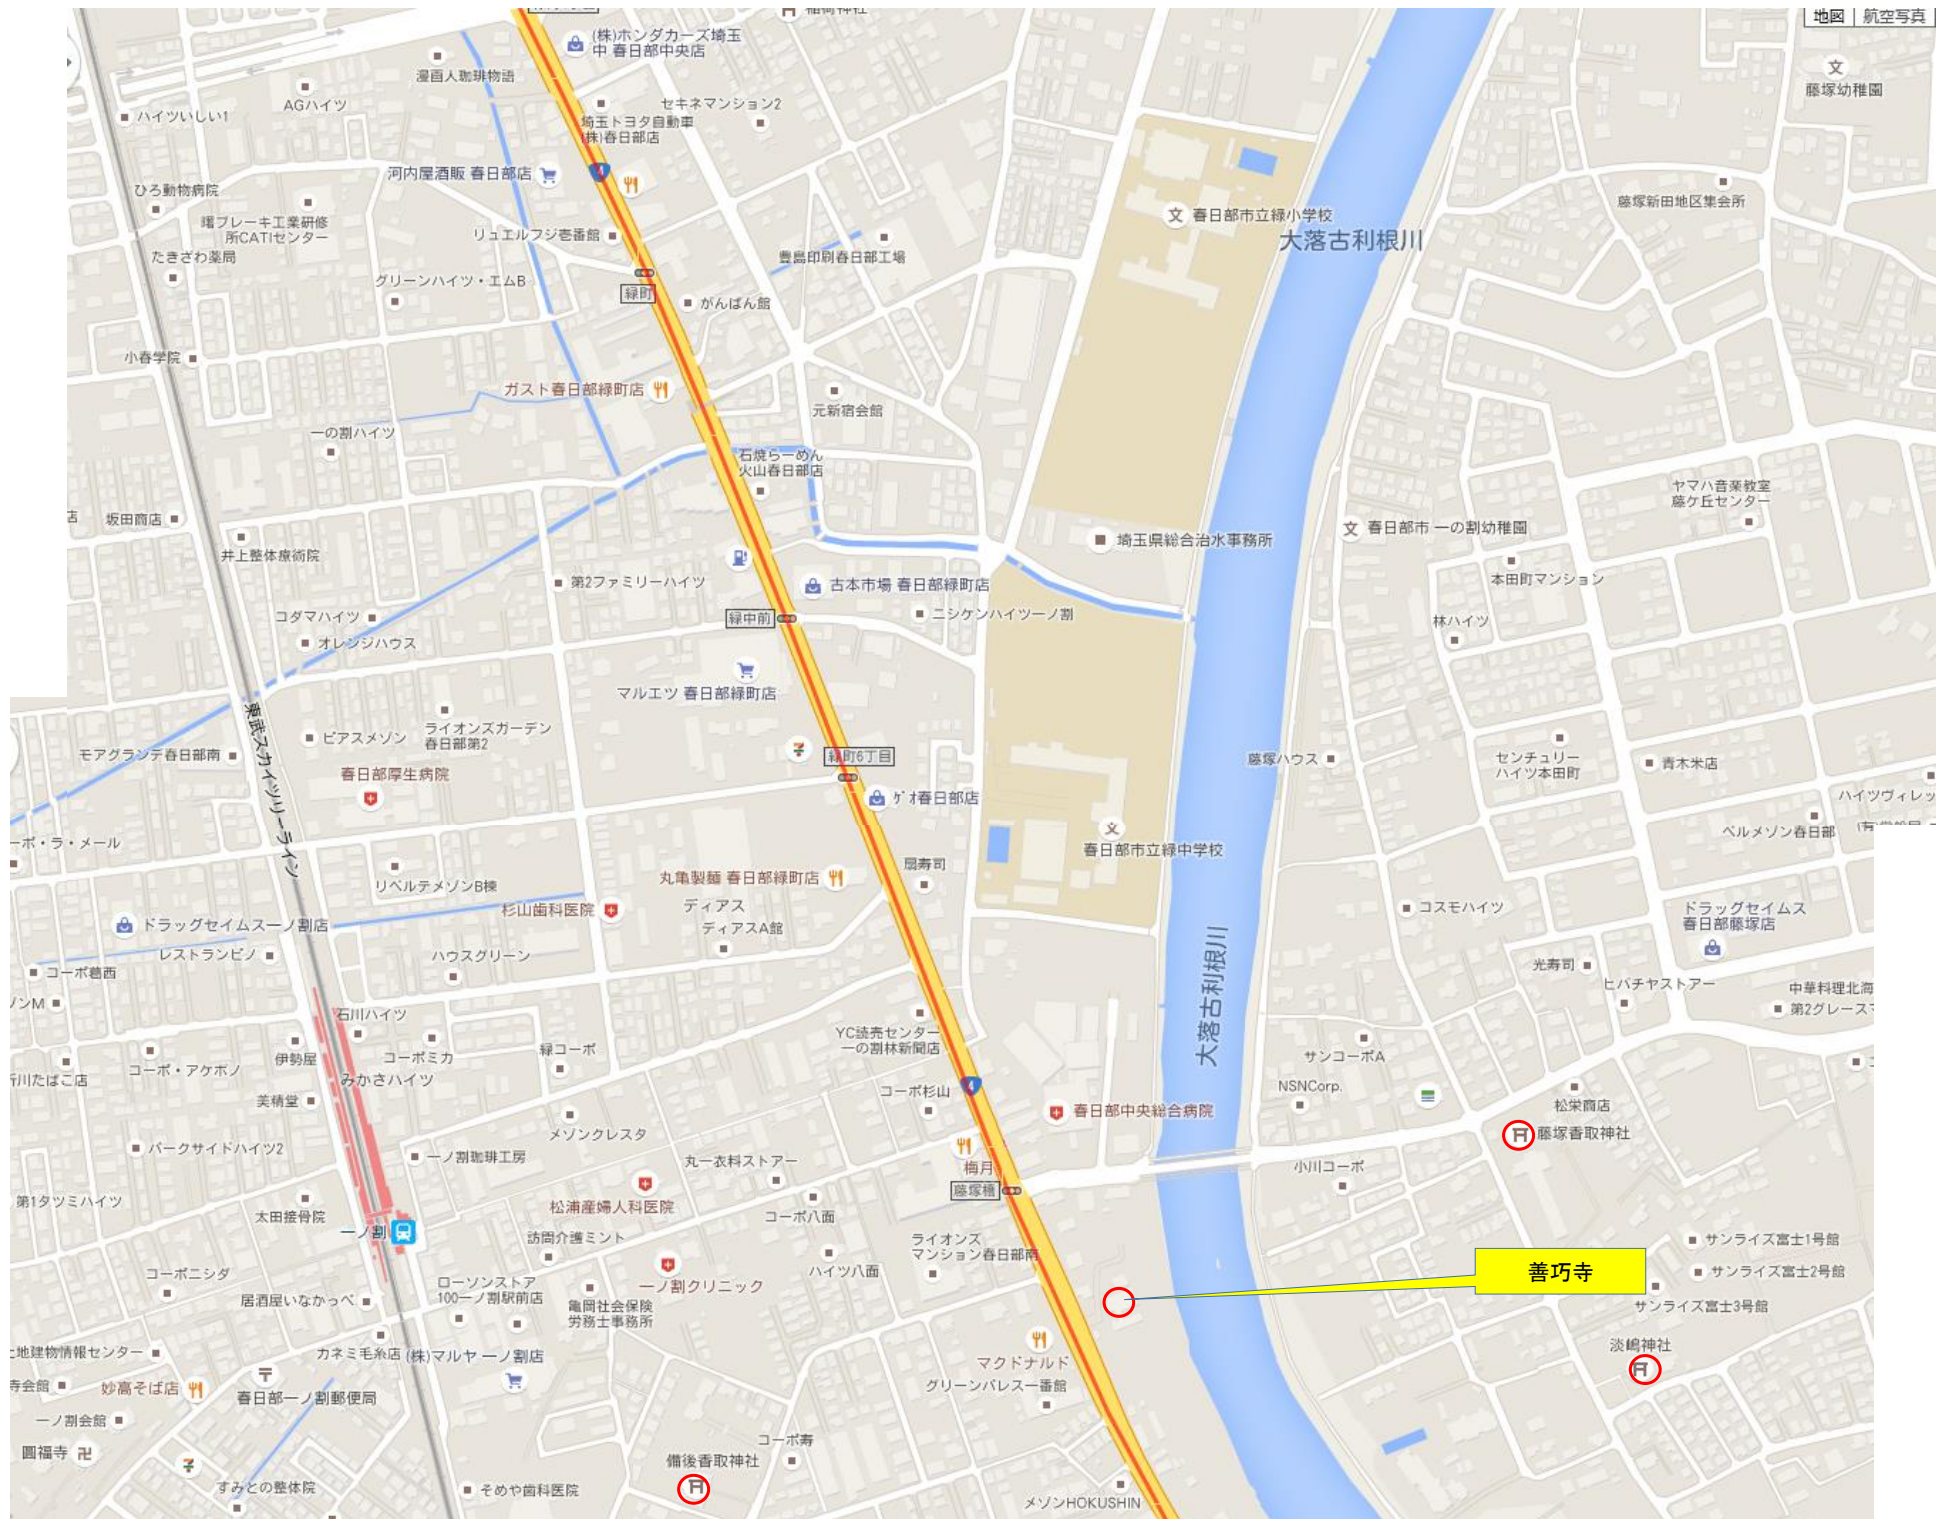 地図
航空写真
(株)ホンダカーズ埼玉
中 春日部中央店
漫画人珈琲物語
藤塚幼稚園
AGハイツ
セキネマンション2
ハイツいしい1
埼玉トヨタ自動車
(株)春日部店
4
河内屋酒販 春日部店
ひろ動物病院
藤塚新田地区集会所
文
春日部市立緑小学校
曙ブレーキ工業研修
所CATIセンター
リュエルフジ壱番館
大落古利根川
たきざわ薬局
豊島印刷春日部工場
グリーンハイツ・エムB
緑町
がんばん館
小春学院
ガスト春日部緑町店
元新宿会館
一の割ハイツ
石焼らーめん
火山春日部店
ヤマハ音楽教室
藤ケ丘センター
店
坂田商店
文
春日部市 一の割幼稚園
埼玉県総合治水事務所
井上整体療術院
第2ファミリーハイツ
古本市場 春日部緑町店
本田町マンション
コダマハイツ
緑中前
ニシケンハイツ一ノ割
林ハイツ
オレンジハウス
マルエツ 春日部緑町店
東武スカイツリーライン
ピアスメゾン
ライオンズガーデン
春日部第2
モアグランデ春日部南
緑町6丁目
藤塚ハウス
センチュリー
ハイツ本田町
青木米店
春日部厚生病院
ゲオ春日部店
ハイツヴィレッ
ベルメゾン春日部
ーポ・ラ・メール
文
春日部市立緑中学校
扇寿司
リベルテメゾンB棟
丸亀製麺 春日部緑町店
杉山歯科医院
ディアス
ディアスA館
コスモハイツ
ドラッグセイムス
春日部藤塚店
ドラッグセイムス一ノ割店
レストランピノ
ハウスグリーン
コーポ葛西
光寿司
ヒバチヤストアー
中華料理北海
第2グレースマ
ゾンM
石川ハイツ
大落古利根川
YC読売センター
一の割林新聞店
伊勢屋
コーポミカ
緑コーポ
サンコーポA
コーポ・アケボノ
みかさハイツ
NSNCorp.
コーポ杉山
4
美精堂
春日部中央総合病院
松栄商店
メゾンクレスタ
藤塚香取神社
パークサイドハイツ2
一ノ割珈琲工房
丸一衣料ストアー
梅月
小川コーポ
藤塚橋
第1タツミハイツ
松浦産婦人科医院
太田接骨院
コーポ八面
一ノ割
訪問介護ミント
ライオンズ
マンション春日部南
サンライズ富士1号館
コーポニシダ
ハイツ八面
善巧寺
サンライズ富士2号館
ローソンストア
100一ノ割駅前店
一ノ割クリニック
居酒屋いなかっぺ
亀岡社会保険
労務士事務所
サンライズ富士3号館
淡嶋神社
土地建物情報センター
カネミ毛糸店
(株)マルヤ 一ノ割店
マクドナルド
グリーンパレス一番館
寺会館
妙高そば店
春日部一ノ割郵便局
一ノ割会館
圓福寺
コーポ寿
備後香取神社
すみとの整体院
そめや歯科医院
メゾンHOKUSHIN